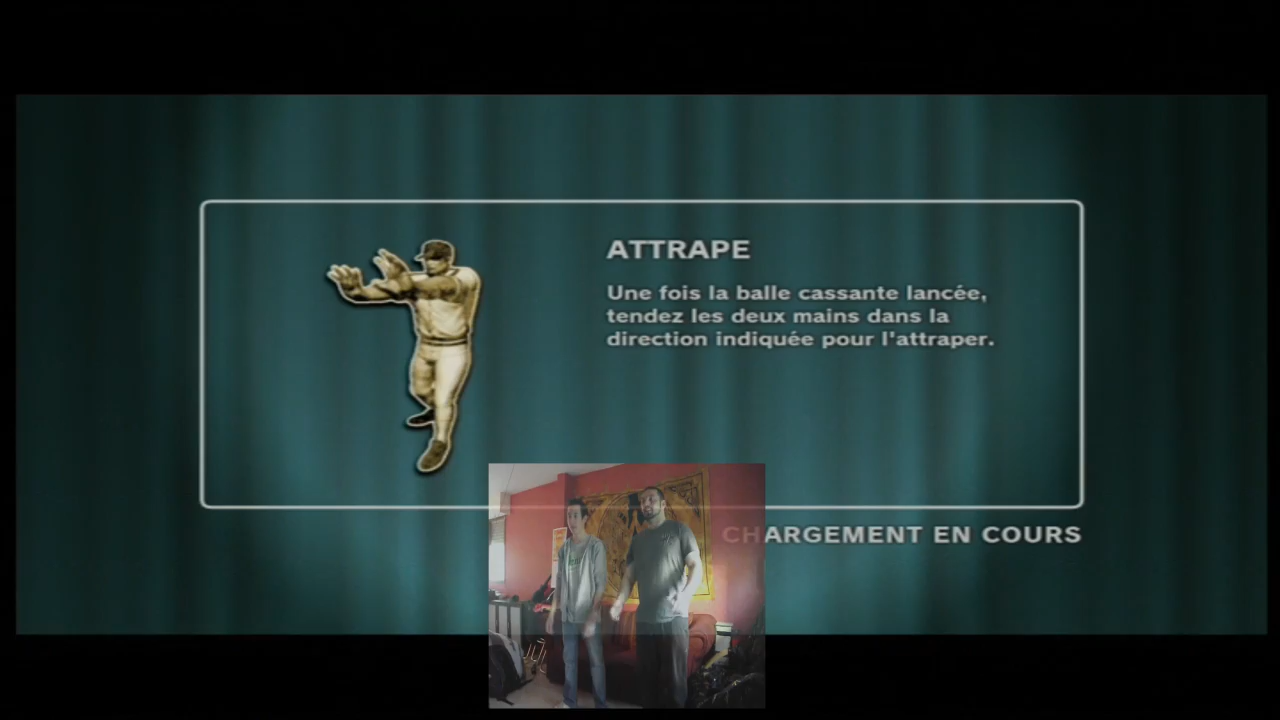 ATTRAPE
Une fois la balle cassante lancée,
tendez les deux mains dans la
direction indiquée pour l'attraper.
CHARGEMENT EN COURS